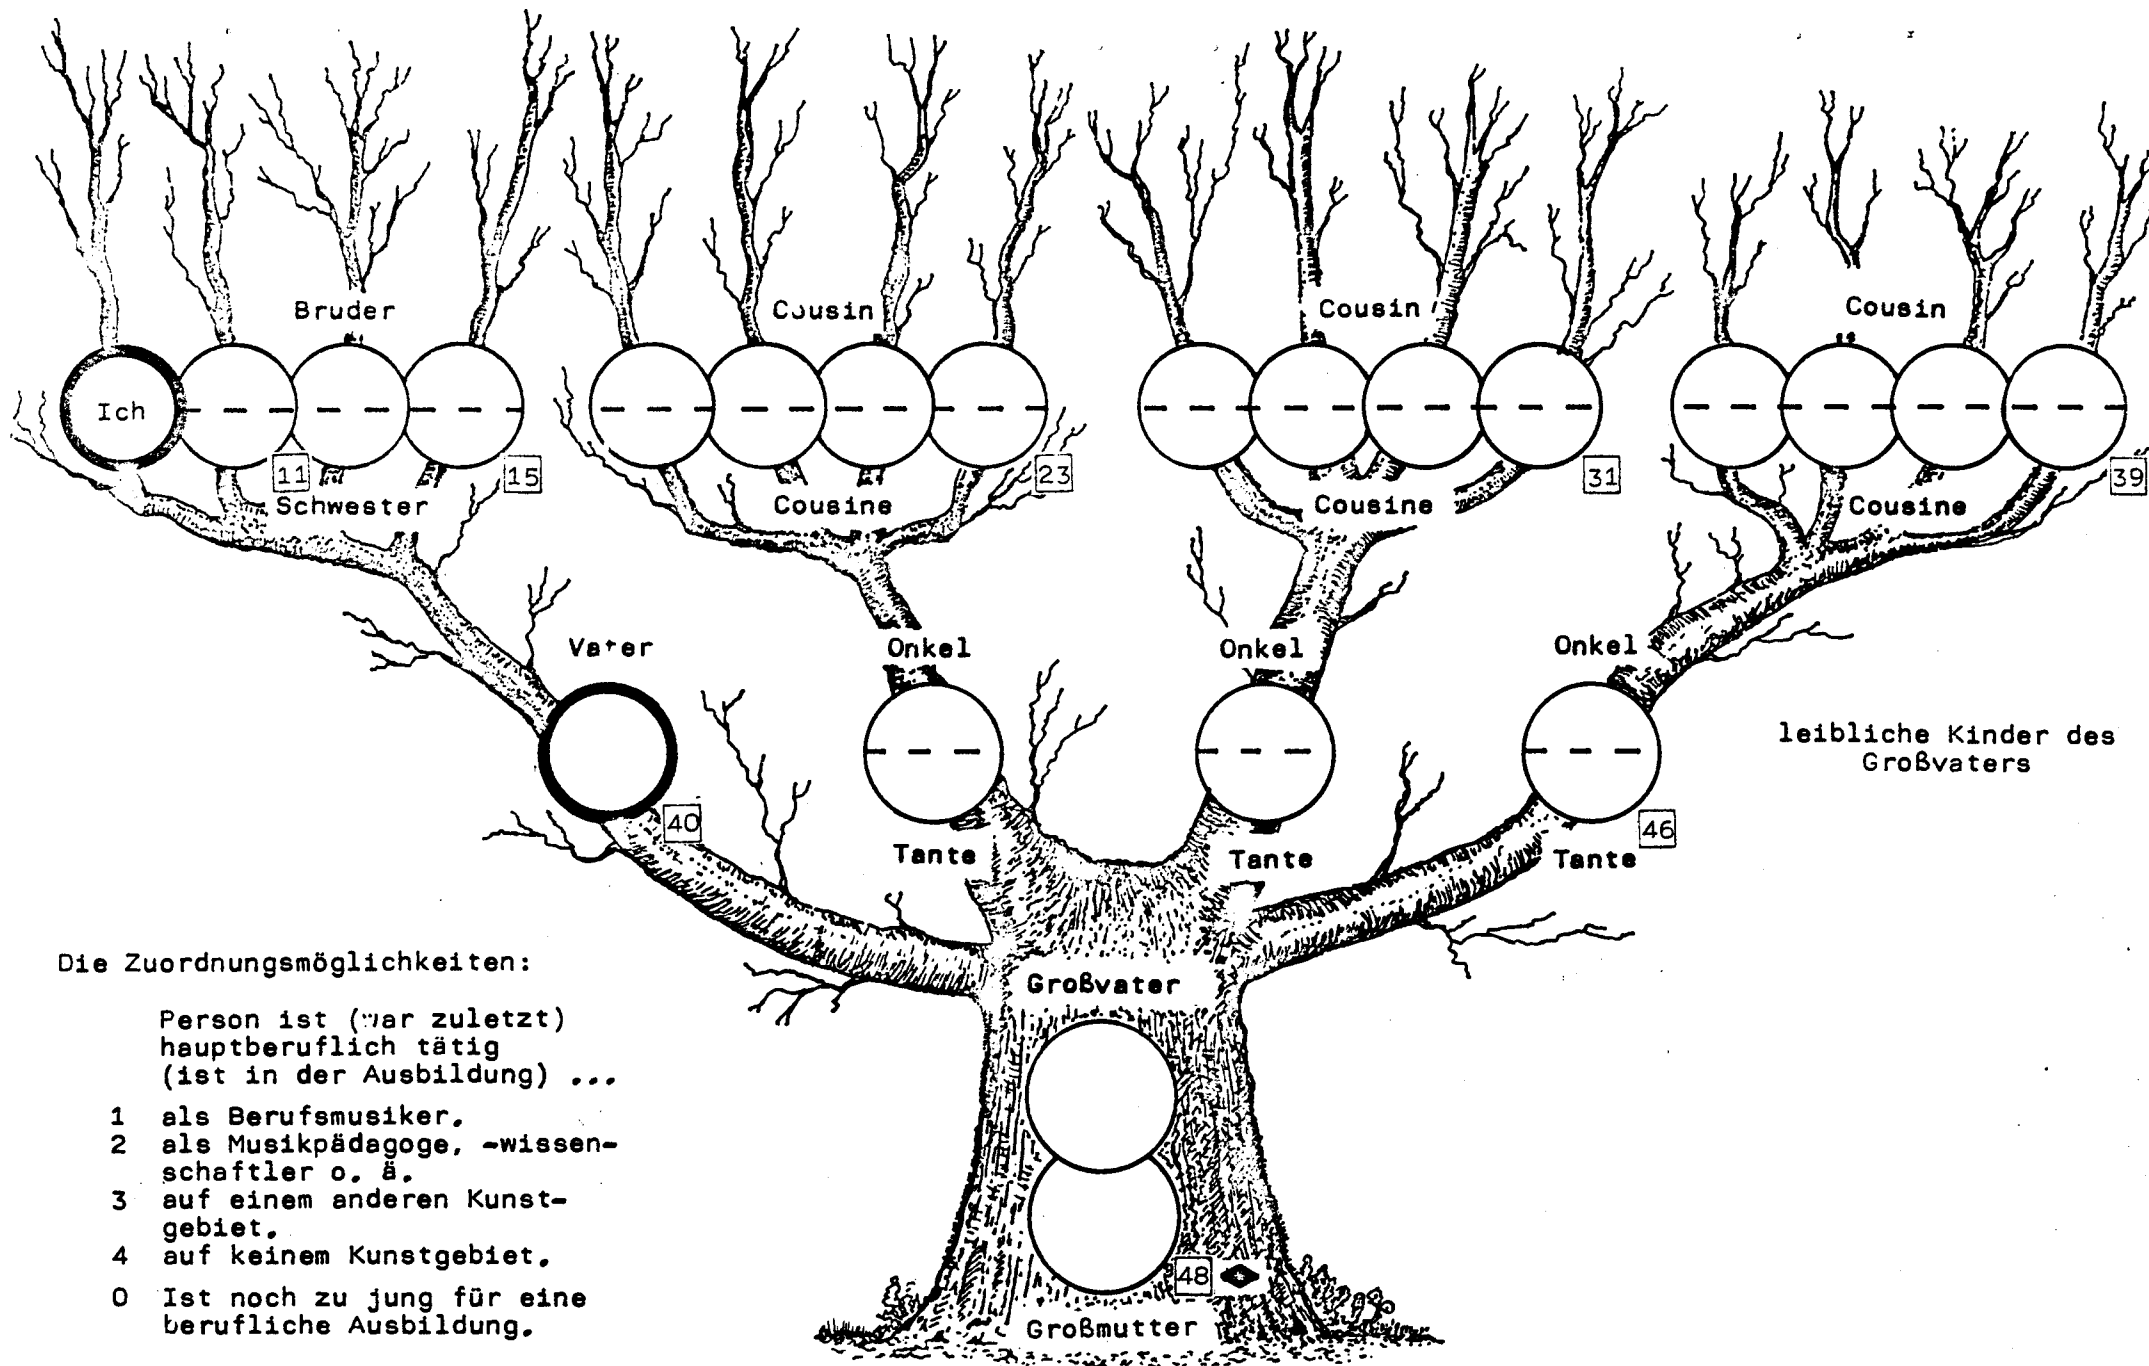 Bruder
Cousin
Cousin
Cousin
Ich
11
15
23
31
39
Schwester
Cousine
Cousine
Cousine
Vater
Onkel
Onkel
Onkel
leibliche Kinder des
Großvaters
40
46
Tante
Tante
Tante
Großvater
Die Zuordnungsmöglichkeiten:
Person ist (war zuletzt)
hauptberuflich tätig
(ist in der Ausbildung) ...
1 als Berufsmusiker.
2 als Musikpädagoge, -wissen-
schaftler o. ä.
3 auf einem anderen Kunst-
gebiet.
4 auf keinem Kunstgebiet.
0 Ist noch zu jung für eine
berufliche Ausbildung.
48
Großmutter